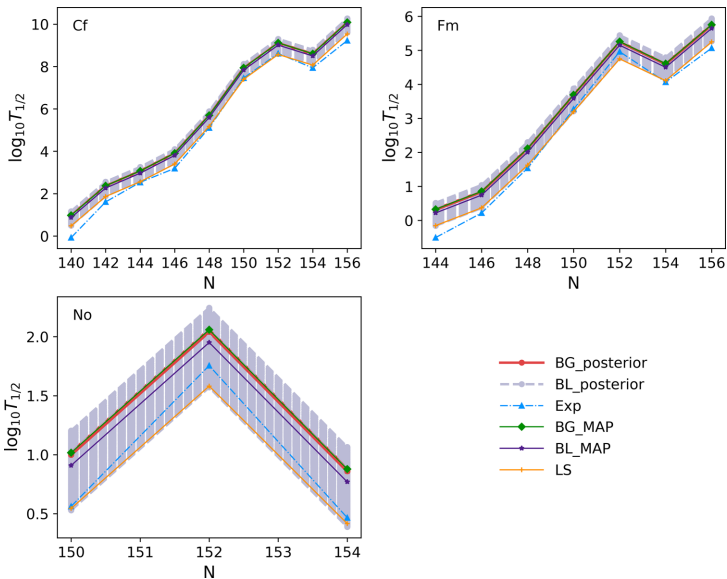 Cf
10
8
6
4
2
0
log₁₀T₁/₂
140 142 144 146 148 150 152 154 156
N
Fm
6
5
4
3
2
1
0
log₁₀T₁/₂
144 146 148 150 152 154 156
N
No
2.0
1.5
1.0
0.5
log₁₀T₁/₂
150 151 152 153 154
N
BG_posterior
BL_posterior
Exp
BG_MAP
BL_MAP
LS